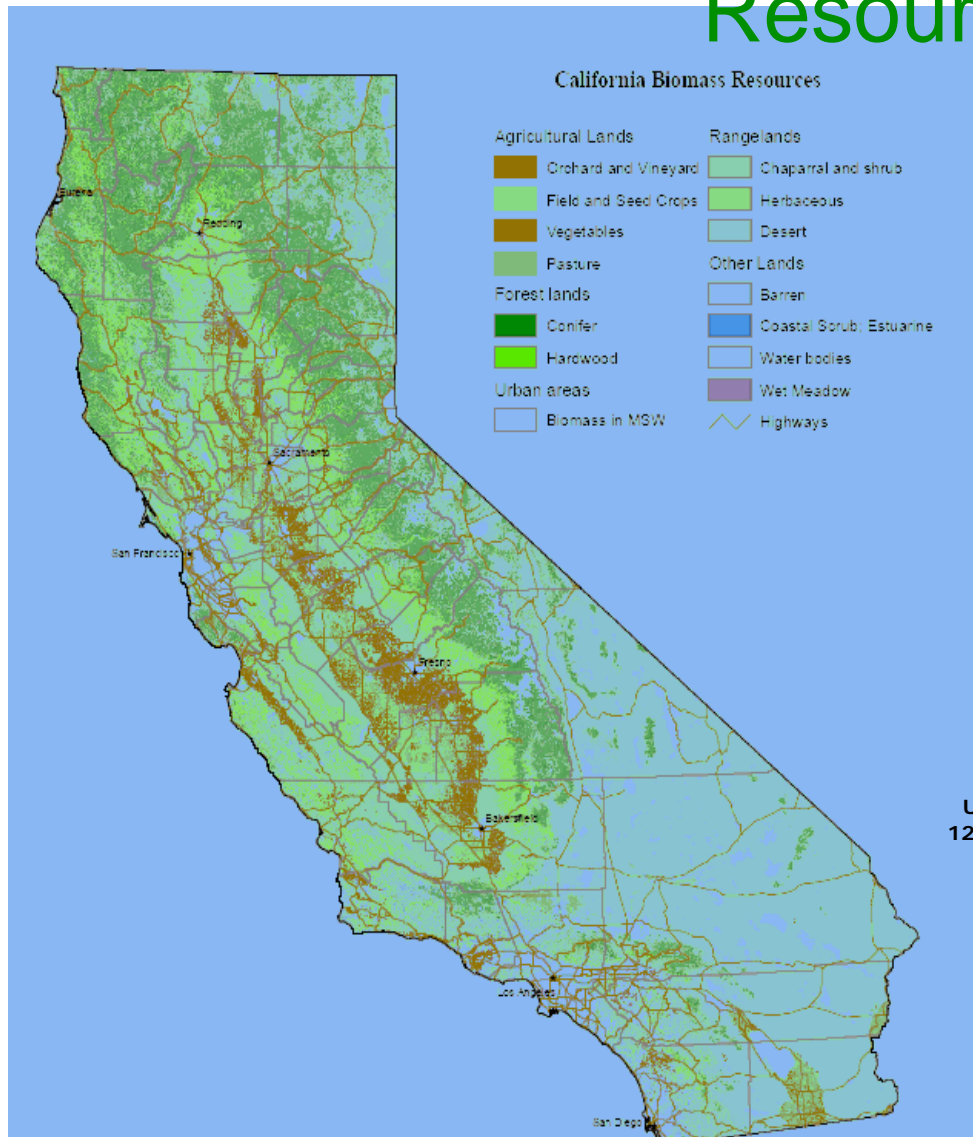 Resour
California Biomass Resources
Agricultural Lands
Orchard and Vineyard
Field and Seed Crops
Vegetables
Pasture
Forest lands
Conifer
Hardwood
Urban areas
Biomass in MSW
Rangelands
Chaparral and shrub
Herbaceous
Desert
Other Lands
Barren
Coastal Scrub; Estuarine
Water bodies
Wet Meadow
Highways
Eureka
Redding
Sacramento
San Francisco
Fresno
Bakersfield
U
12
Los Angeles
San Diego